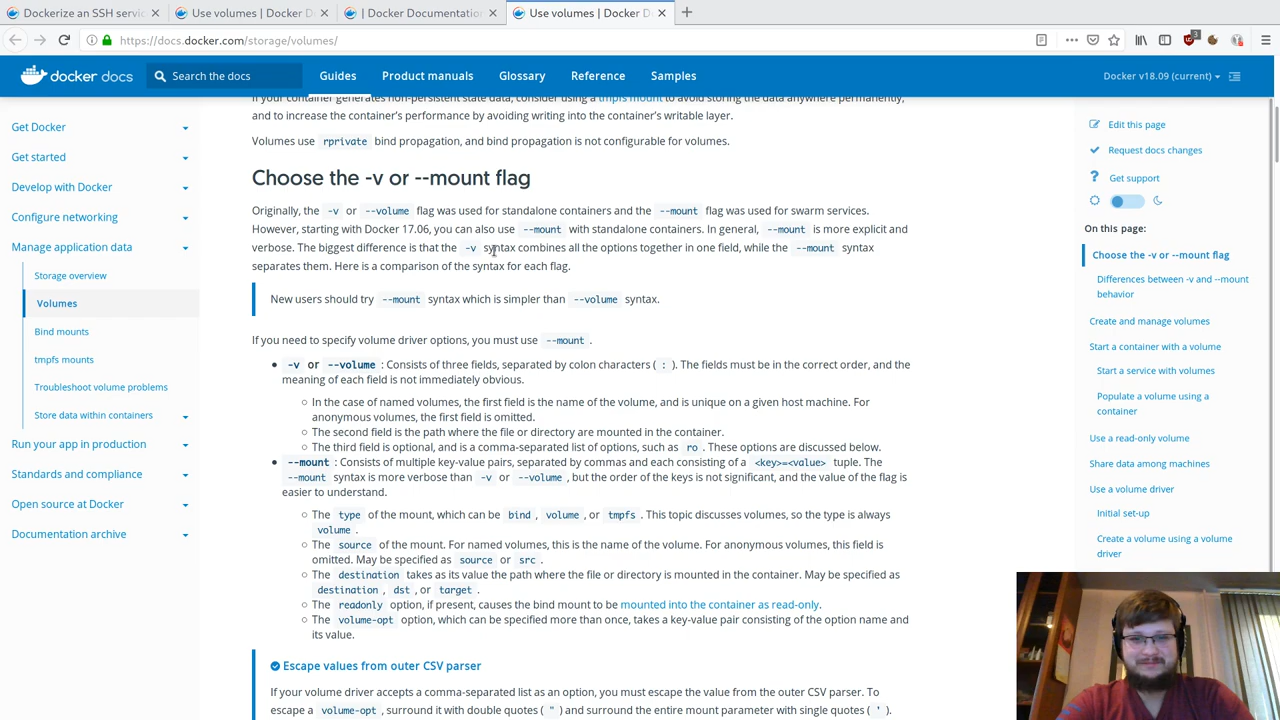 Dockerize an SSH servic
Use volumes | Docker D
| Docker Documentation
Use volumes | Docker D
https://docs.docker.com/storage/volumes/
3
docker docs
Search the docs
Guides
Product manuals
Glossary
Reference
Samples
Docker v18.09 (current)
Get Docker
Get started
Develop with Docker
Configure networking
Manage application data
Storage overview
Volumes
Bind mounts
tmpfs mounts
Troubleshoot volume problems
Store data within containers
Run your app in production
Standards and compliance
Open source at Docker
Documentation archive
If your container generates non-persistent state data, consider using a tmpfs mount to avoid storing the data anywhere permanently,
and to increase the container's performance by avoiding writing into the container's writable layer.
Volumes use rprivate bind propagation, and bind propagation is not configurable for volumes.
Choose the -v or --mount flag
Originally, the -v or --volume flag was used for standalone containers and the --mount flag was used for swarm services.
However, starting with Docker 17.06, you can also use --mount with standalone containers. In general, --mount is more explicit and
verbose. The biggest difference is that the -v syntax combines all the options together in one field, while the --mount syntax
separates them. Here is a comparison of the syntax for each flag.
New users should try --mount syntax which is simpler than --volume syntax.
If you need to specify volume driver options, you must use --mount .
-v or --volume : Consists of three fields, separated by colon characters ( : ). The fields must be in the correct order, and the
meaning of each field is not immediately obvious.
In the case of named volumes, the first field is the name of the volume, and is unique on a given host machine. For
anonymous volumes, the first field is omitted.
The second field is the path where the file or directory are mounted in the container.
The third field is optional, and is a comma-separated list of options, such as ro . These options are discussed below.
--mount : Consists of multiple key-value pairs, separated by commas and each consisting of a <key>=<value> tuple. The
--mount syntax is more verbose than -v or --volume , but the order of the keys is not significant, and the value of the flag is
easier to understand.
The type of the mount, which can be bind , volume , or tmpfs . This topic discusses volumes, so the type is always
volume .
The source of the mount. For named volumes, this is the name of the volume. For anonymous volumes, this field is
omitted. May be specified as source or src .
The destination takes as its value the path where the file or directory is mounted in the container. May be specified as
destination , dst , or target .
The readonly option, if present, causes the bind mount to be mounted into the container as read-only.
The volume-opt option, which can be specified more than once, takes a key-value pair consisting of the option name and
its value.
Escape values from outer CSV parser
If your volume driver accepts a comma-separated list as an option, you must escape the value from the outer CSV parser. To
escape a volume-opt , surround it with double quotes ( " ) and surround the entire mount parameter with single quotes ( ' ).
Edit this page
Request docs changes
Get support
On this page:
Choose the -v or --mount flag
Differences between -v and --mount
behavior
Create and manage volumes
Start a container with a volume
Start a service with volumes
Populate a volume using a
container
Use a read-only volume
Share data among machines
Use a volume driver
Initial set-up
Create a volume using a volume
driver